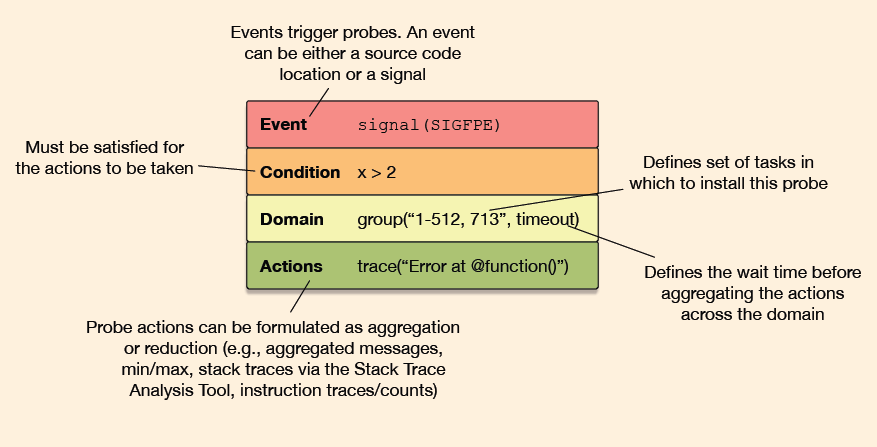 Events trigger probes. An event
can be either a source code
location or a signal
Event signal(SIGFPE)
Must be satisfied for
the actions to be taken
Condition x > 2
Defines set of tasks in
which to install this probe
Domain group(“1-512, 713”, timeout)
Actions trace(“Error at @function()”)
Defines the wait time before
aggregating the actions
across the domain
Probe actions can be formulated as aggregation
or reduction (e.g., aggregated messages,
min/max, stack traces via the Stack Trace
Analysis Tool, instruction traces/counts)